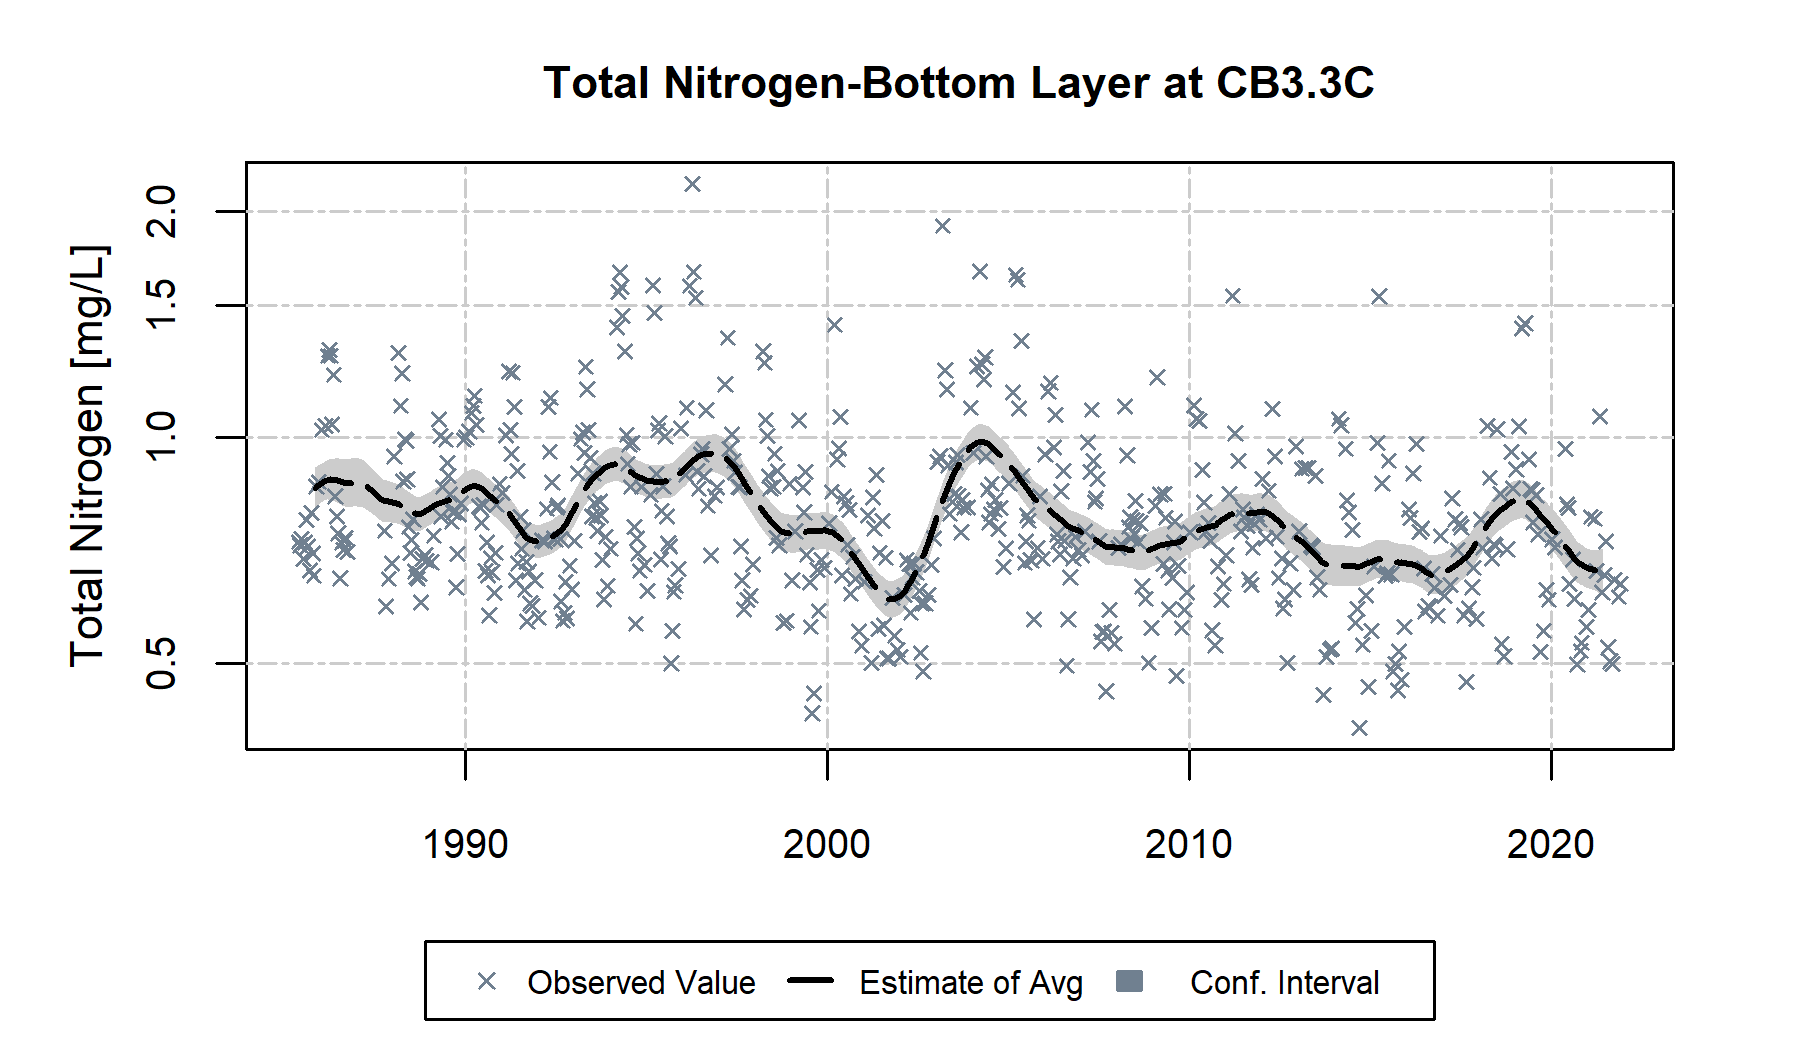 Total Nitrogen-Bottom Layer at CB3.3C
Total Nitrogen [mg/L]
2.0
1.5
1.0
0.5
1990 2000 2010 2020
Observed Value Estimate of Avg Conf. Interval